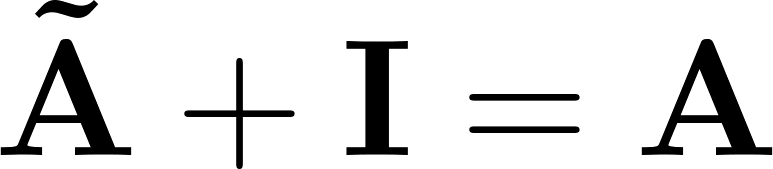 Ã + I = A